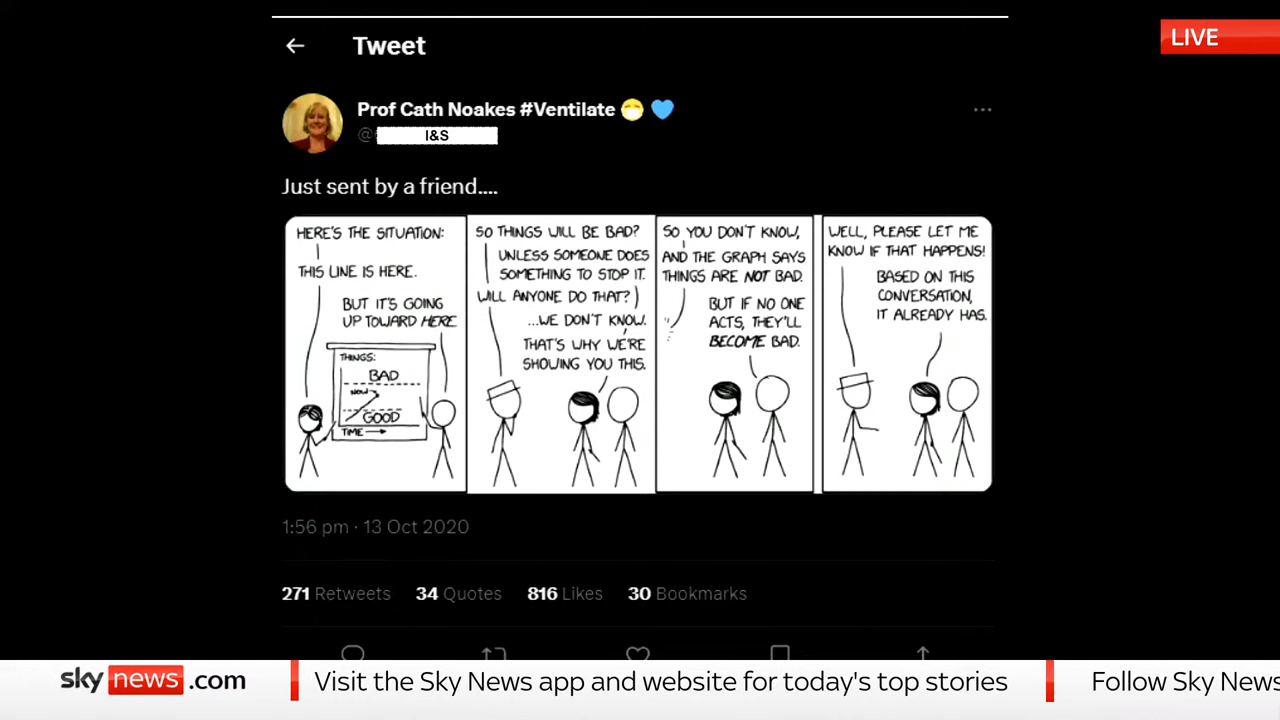 LIVE
Tweet
Prof Cath Noakes #Ventilate
@
I&S
Just sent by a friend....
HERE'S THE SITUATION:
THIS LINE IS HERE.
BUT IT'S GOING
UP TOWARD HERE.
THINGS:
BAD
NOW
GOOD
TIME
SO THINGS WILL BE BAD?
UNLESS SOMEONE DOES
SOMETHING TO STOP IT.
WILL ANYONE DO THAT?
...WE DON'T KNOW.
THAT'S WHY WE'RE
SHOWING YOU THIS.
SO YOU DON'T KNOW,
AND THE GRAPH SAYS
THINGS ARE NOT BAD.
BUT IF NO ONE
ACTS, THEY'LL
BECOME BAD.
WELL, PLEASE LET ME
KNOW IF THAT HAPPENS!
BASED ON THIS
CONVERSATION,
IT ALREADY HAS.
1:56 pm · 13 Oct 2020
271 Retweets 34 Quotes 816 Likes 30 Bookmarks
sky news .com
Visit the Sky News app and website for today's top stories
Follow Sky News